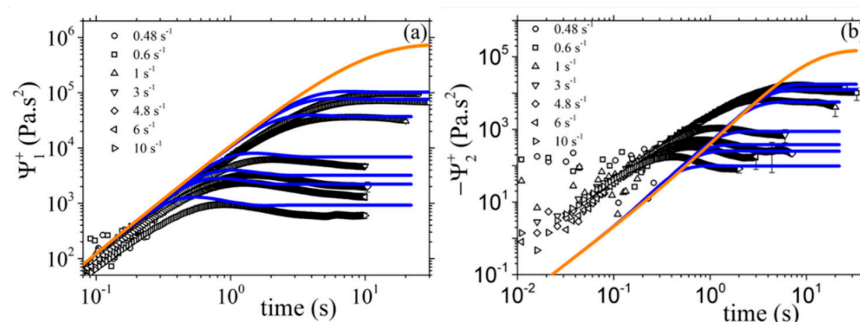 (a)
0.48 s⁻¹
0.6 s⁻¹
1 s⁻¹
3 s⁻¹
4.8 s⁻¹
6 s⁻¹
10 s⁻¹
Ψ₁⁺ (Pa.s²)
10⁶
10⁵
10⁴
10³
10²
10⁻¹ 10⁰ 10¹
time (s)
(b)
0.48 s⁻¹
0.6 s⁻¹
1 s⁻¹
3 s⁻¹
4.8 s⁻¹
6 s⁻¹
10 s⁻¹
−Ψ₂⁺ (Pa.s²)
10⁵
10³
10¹
10⁻¹
10⁻² 10⁻¹ 10⁰ 10¹
time (s)